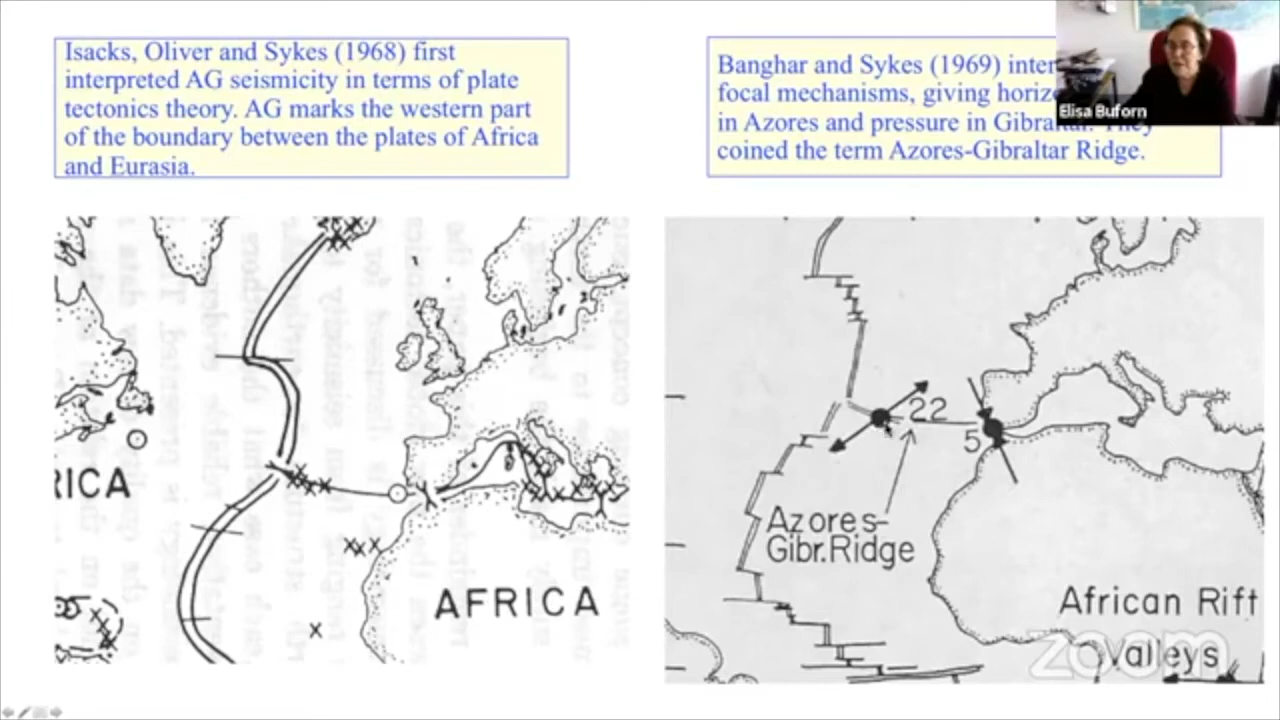 Isacks, Oliver and Sykes (1968) first
interpreted AG seismicity in terms of plate
tectonics theory. AG marks the western part
of the boundary between the plates of Africa
and Eurasia.
Banghar and Sykes (1969)
focal mechanisms, giving
in Azores and pressure in Gibraltar. They
coined the term Azores-Gibraltar Ridge.
Elisa Buforn
RICA
AFRICA
22
5
Azores-
Gibr.Ridge
African Rift
Valleys
zoom